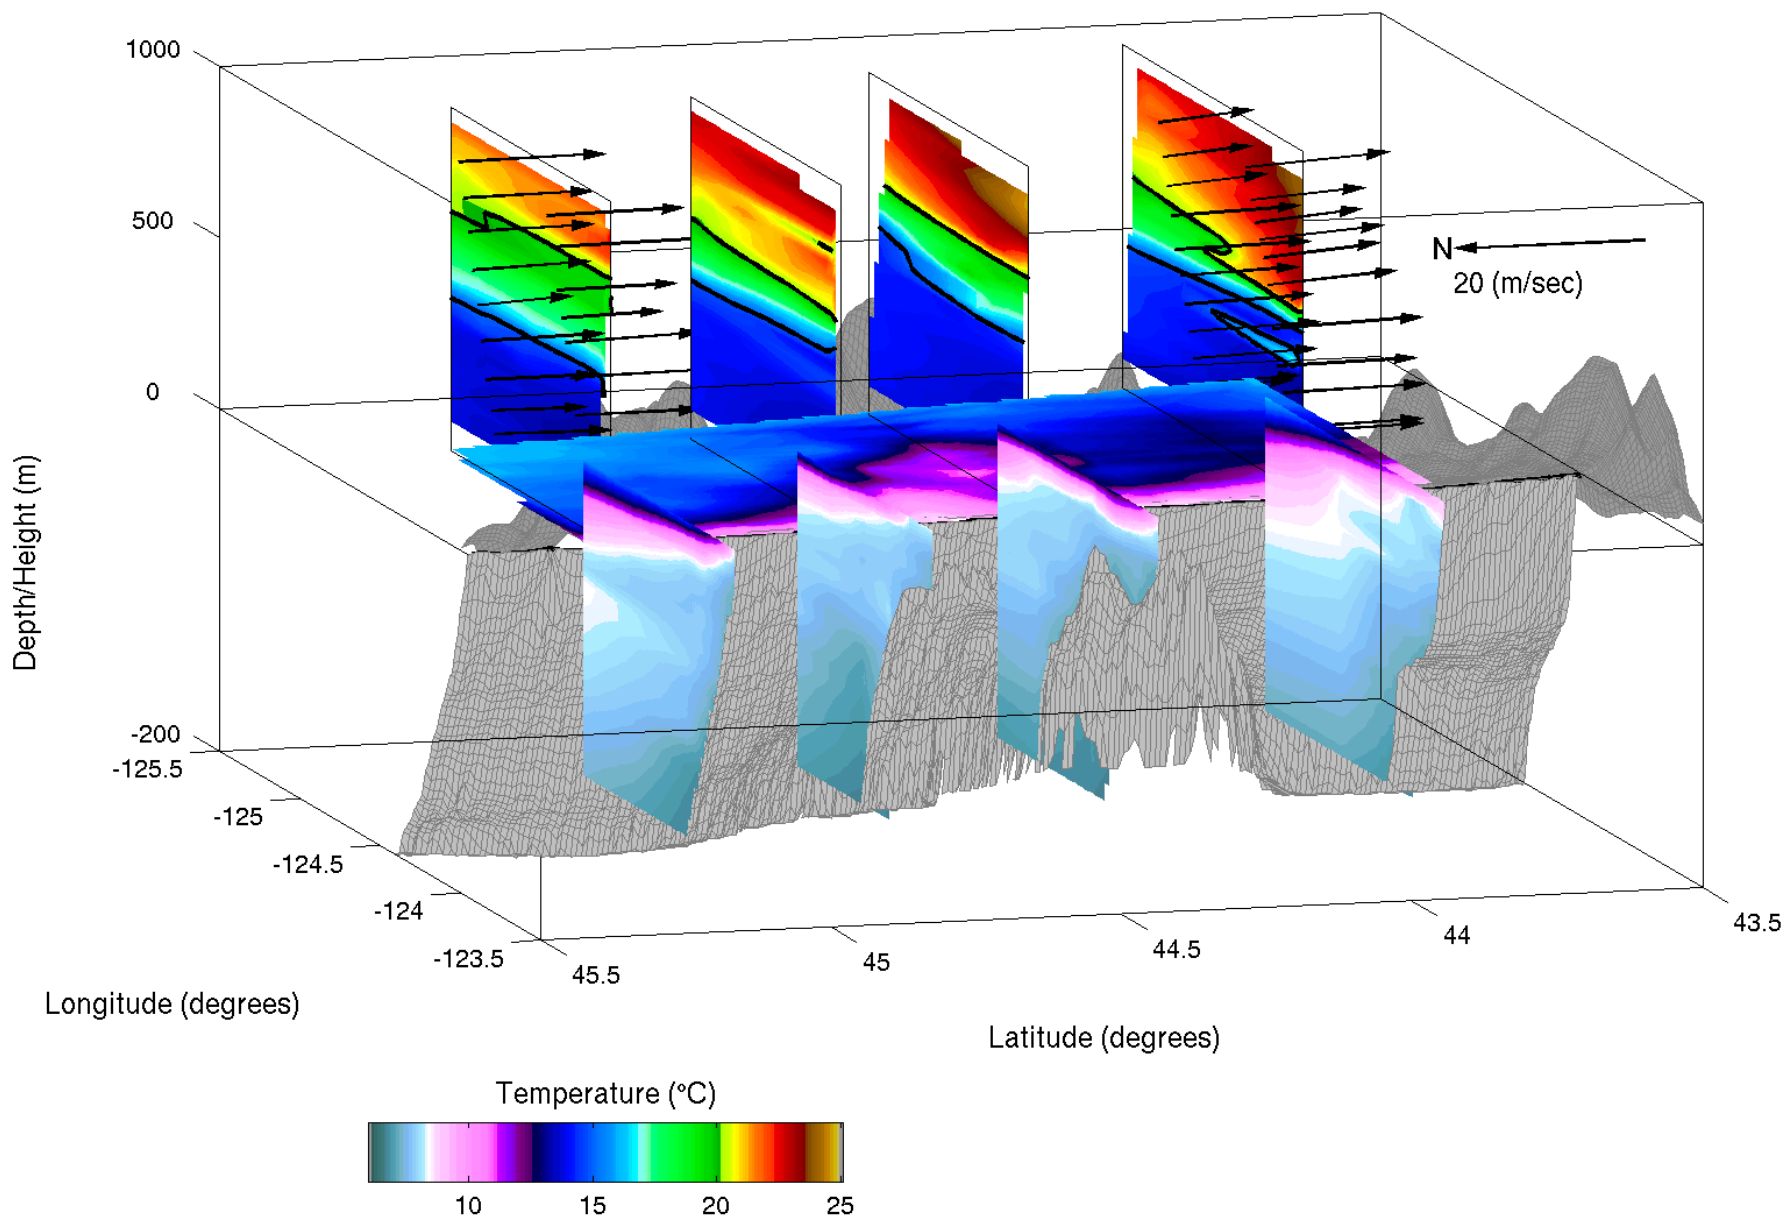 1000
500
0
-200
Depth/Height (m)
-125.5
-125
-124.5
-124
-123.5
Longitude (degrees)
45.5
45
44.5
44
43.5
Latitude (degrees)
N
20 (m/sec)
Temperature (°C)
10 15 20 25